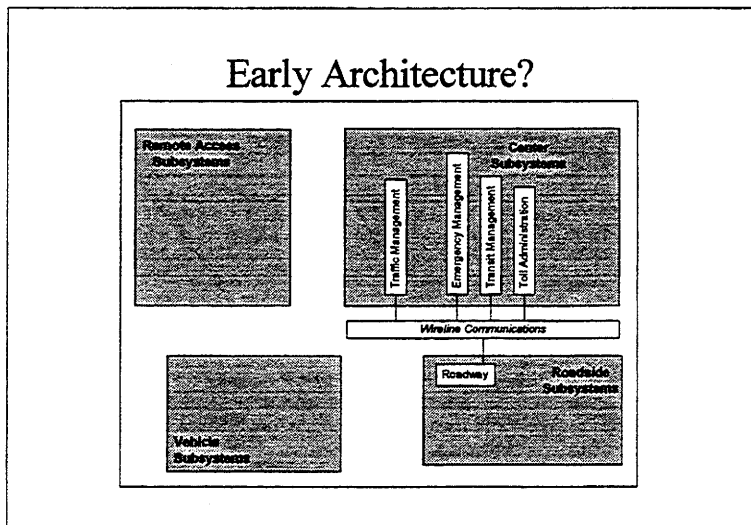 Early Architecture?
Remote Access
Subsystems
Center
Subsystems
Traffic Management
Emergency Management
Transit Management
Toll Administration
Wireline Communications
Roadway
Roadside
Subsystems
Vehicle
Subsystems